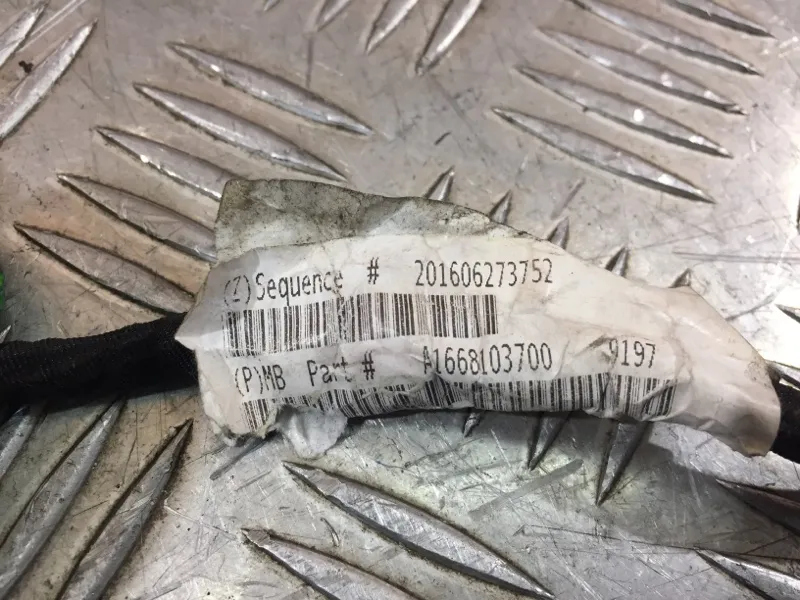 (Z)Sequence # 201606273752
(P)MB Part # A1668103700 9197